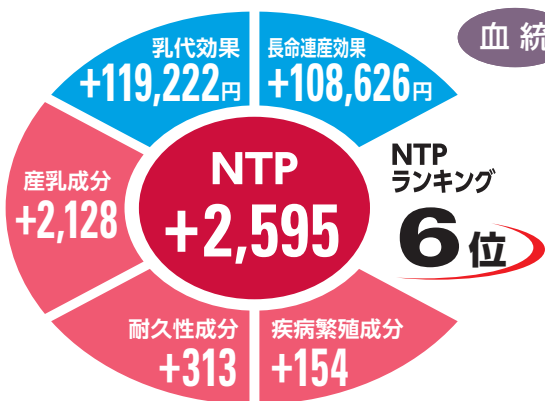 血統
乳代効果
+119,222円
長命連産効果
+108,626円
産乳成分
+2,128
NTP
+2,595
NTP
ランキング
6位
耐久性成分
+313
疾病繁殖成分
+154